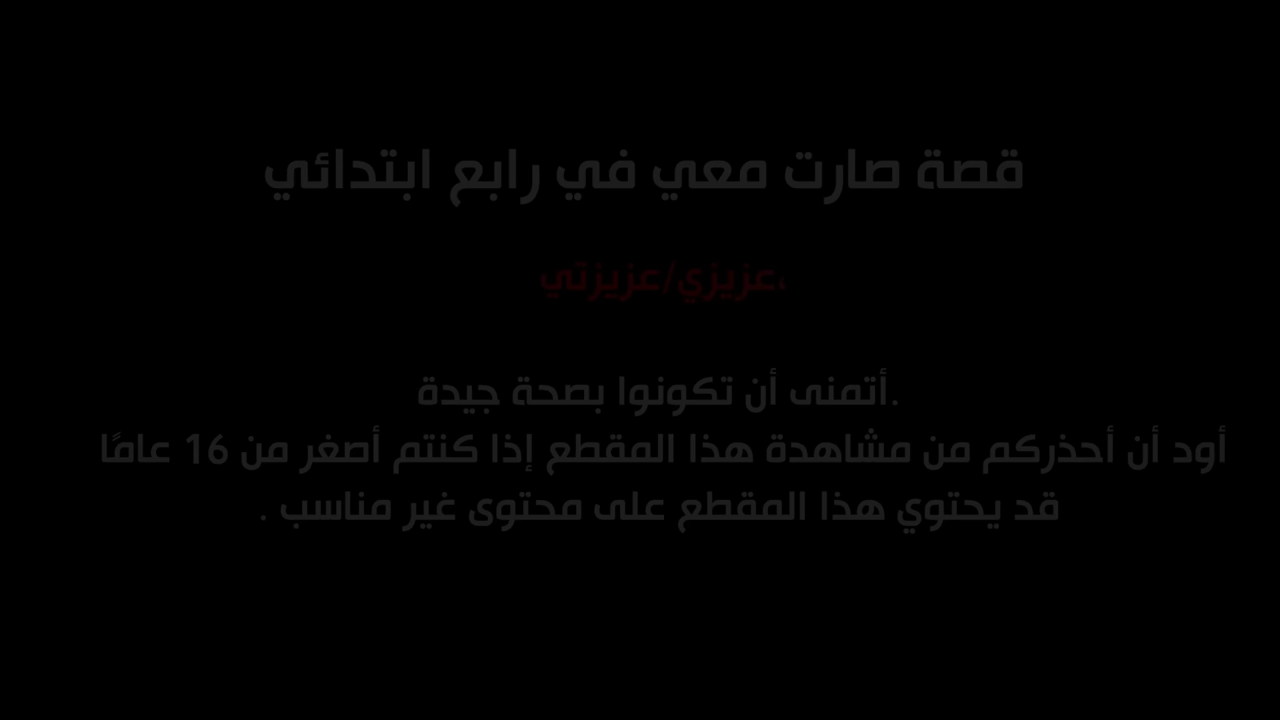 قصة صارت معي في رابع ابتدائي
،عزيزي/عزيزتي
.أتمنى أن تكونوا بصحة جيدة
أود أن أحذركم من مشاهدة هذا المقطع إذا كنتم أصغر من 16 عامًا
قد يحتوي هذا المقطع على محتوى غير مناسب .